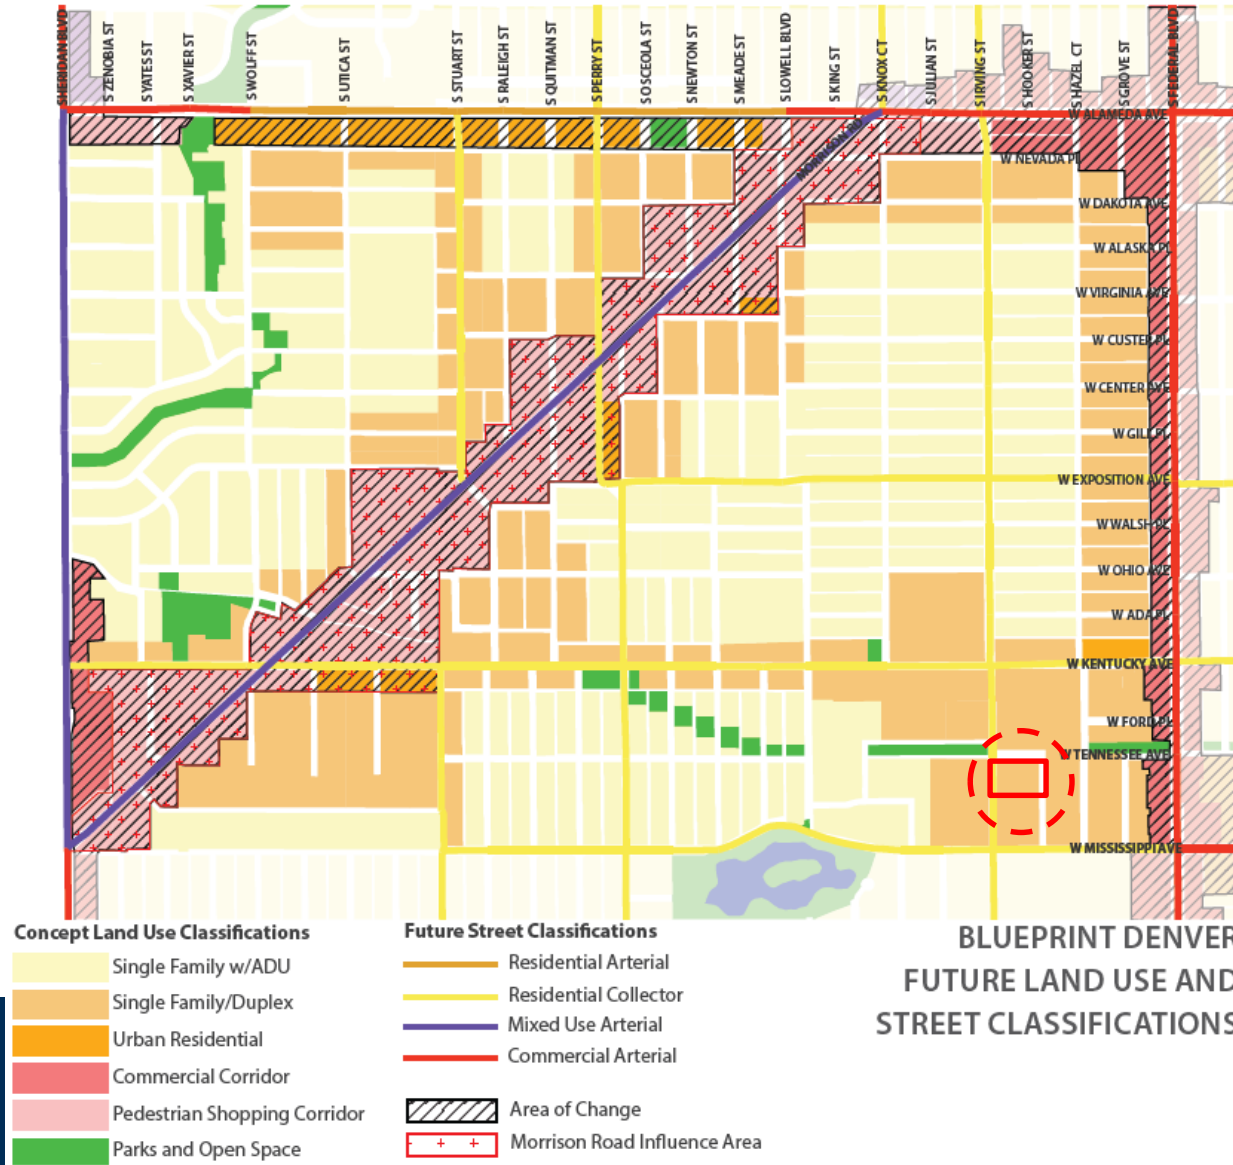 SHERIDAN BLVD
S ZENOBIA ST
S YATES ST
S XAVIER ST
S WOLFF ST
S UTICA ST
S STUART ST
S RALEIGH ST
S QUITMAN ST
S PERRY ST
S OSCEOLA ST
S NEWTON ST
S MEADE ST
S LOWELL BLVD
S KING ST
S KNOX CT
S JULIAN ST
S IRVING ST
S HOOKER ST
S HAZEL CT
S GROVE ST
S FEDERAL BLVD
W ALAMEDA AVE
MORRISON RD
W NEVADA PL
W DAKOTA AVE
W ALASKA PL
W VIRGINIA AVE
W CUSTER PL
W CENTER AVE
W GILL PL
W EXPOSITION AVE
W WALSH PL
W OHIO AVE
W ADA PL
W KENTUCKY AVE
W FORD PL
W TENNESSEE AVE
W MISSISSIPPI AVE
Concept Land Use Classifications
Single Family w/ADU
Single Family/Duplex
Urban Residential
Commercial Corridor
Pedestrian Shopping Corridor
Parks and Open Space
Future Street Classifications
Residential Arterial
Residential Collector
Mixed Use Arterial
Commercial Arterial
Area of Change
Morrison Road Influence Area
BLUEPRINT DENVER
FUTURE LAND USE AND
STREET CLASSIFICATIONS